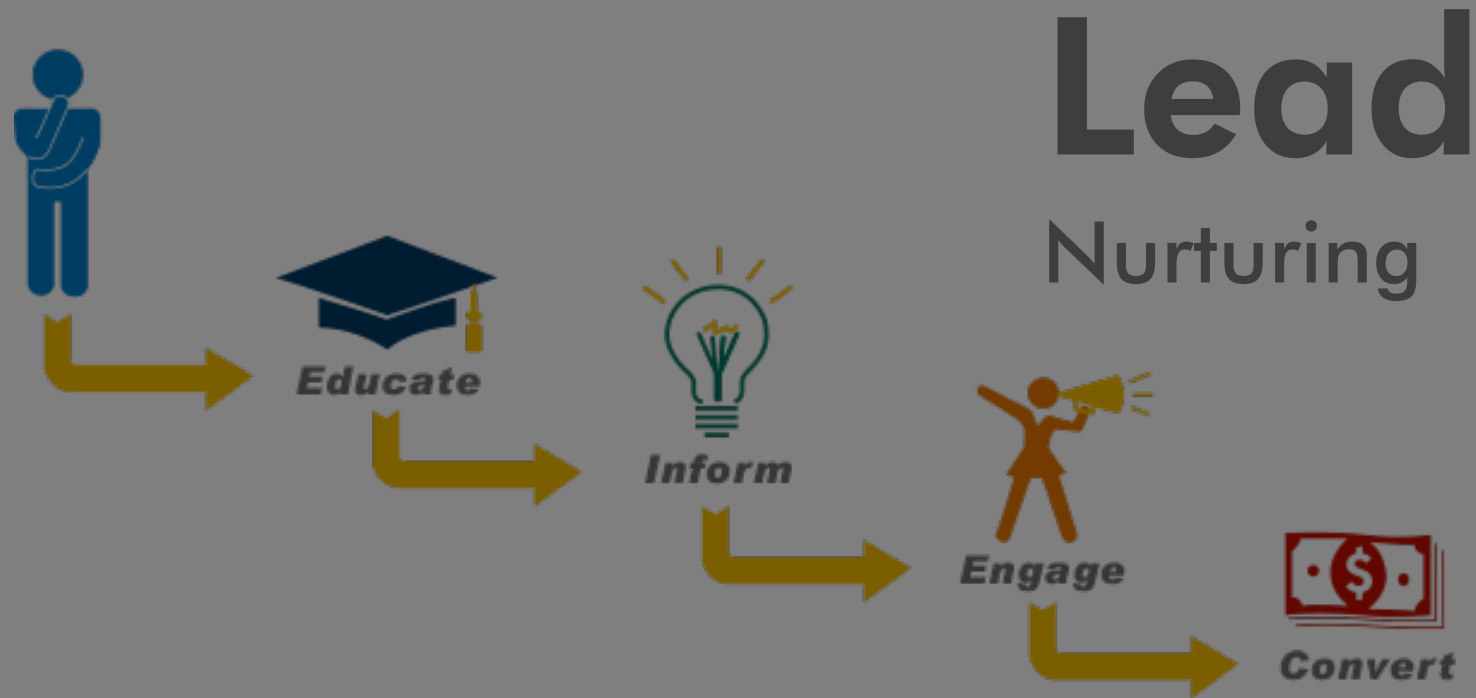 Lead
Nurturing
Educate
Inform
Engage
Convert